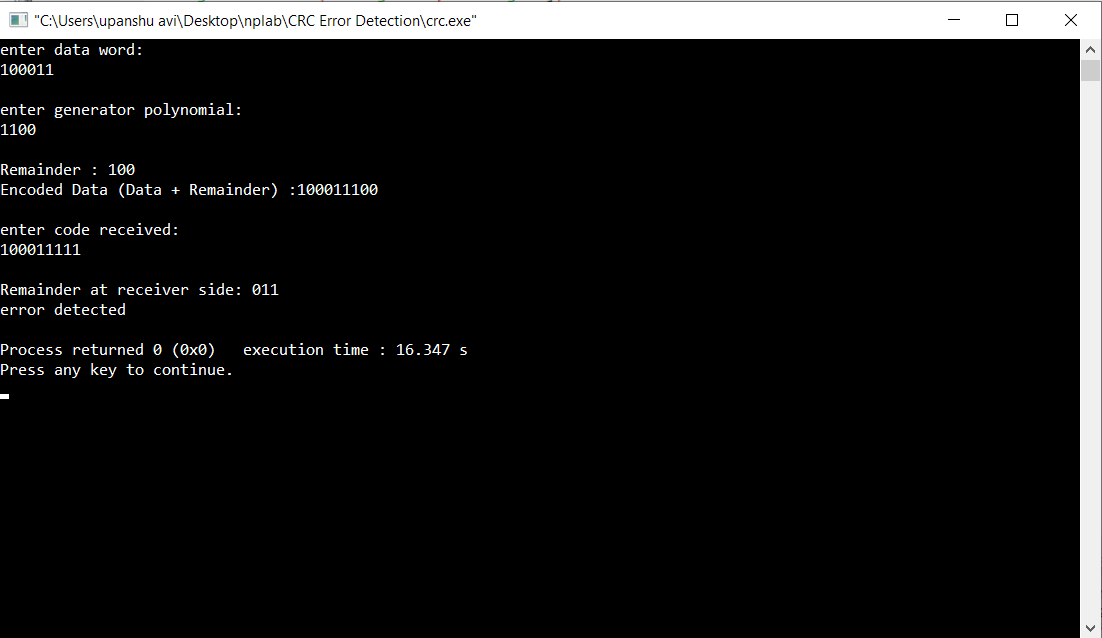 "C:\Users\upanshu avi\Desktop\nplab\CRC Error Detection\crc.exe"
enter data word:
100011
enter generator polynomial:
1100
Remainder : 100
Encoded Data (Data + Remainder) :100011100
enter code received:
100011111
Remainder at receiver side: 011
error detected
Process returned 0 (0x0)   execution time : 16.347 s
Press any key to continue.